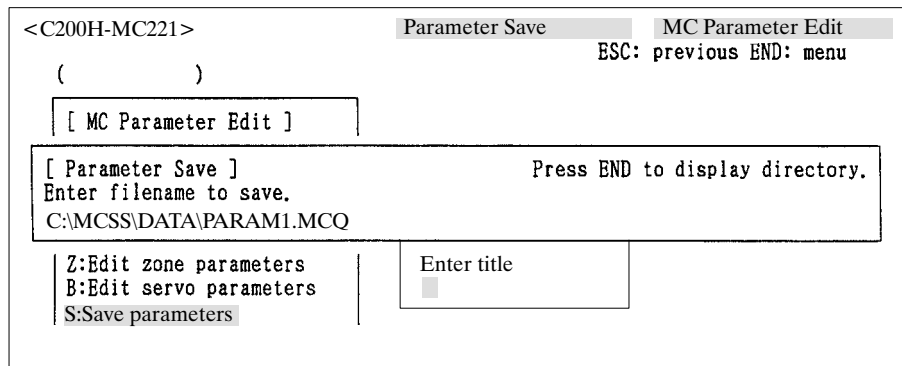 <C200H-MC221> Parameter Save MC Parameter Edit
ESC: previous END: menu
( )
[ MC Parameter Edit ]
[ Parameter Save ] Press END to display directory.
Enter filename to save.
C:\MCSS\DATA\PARAM1.MCQ
Z:Edit zone parameters Enter title
B:Edit servo parameters
S:Save parameters